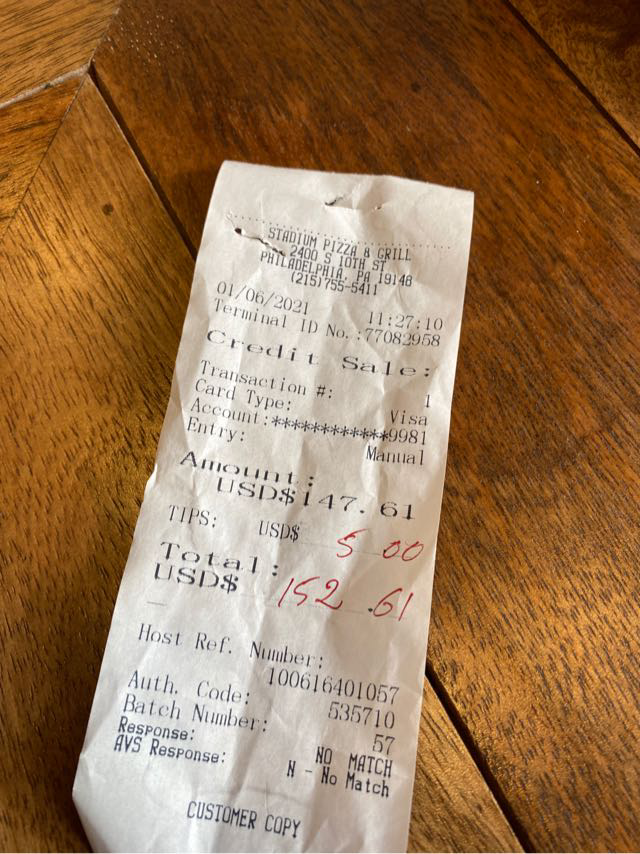 STADIUM PIZZA & GRILL
2400 S 10TH ST
PHILADELPHIA, PA 19148
(215)755-5411
01/06/2021 11:27:10
Terminal ID No.:77082958
Credit Sale:
Transaction #: 1
Card Type: Visa
Account:************9981
Entry: Manual
Amount:
USD$147.61
TIPS: USD$ 5 00
Total:
USD$ 152.61
Host Ref. Number:
100616401057
Auth. Code: 535710
Batch Number: 57
Response: NO MATCH
AVS Response: N - No Match
CUSTOMER COPY